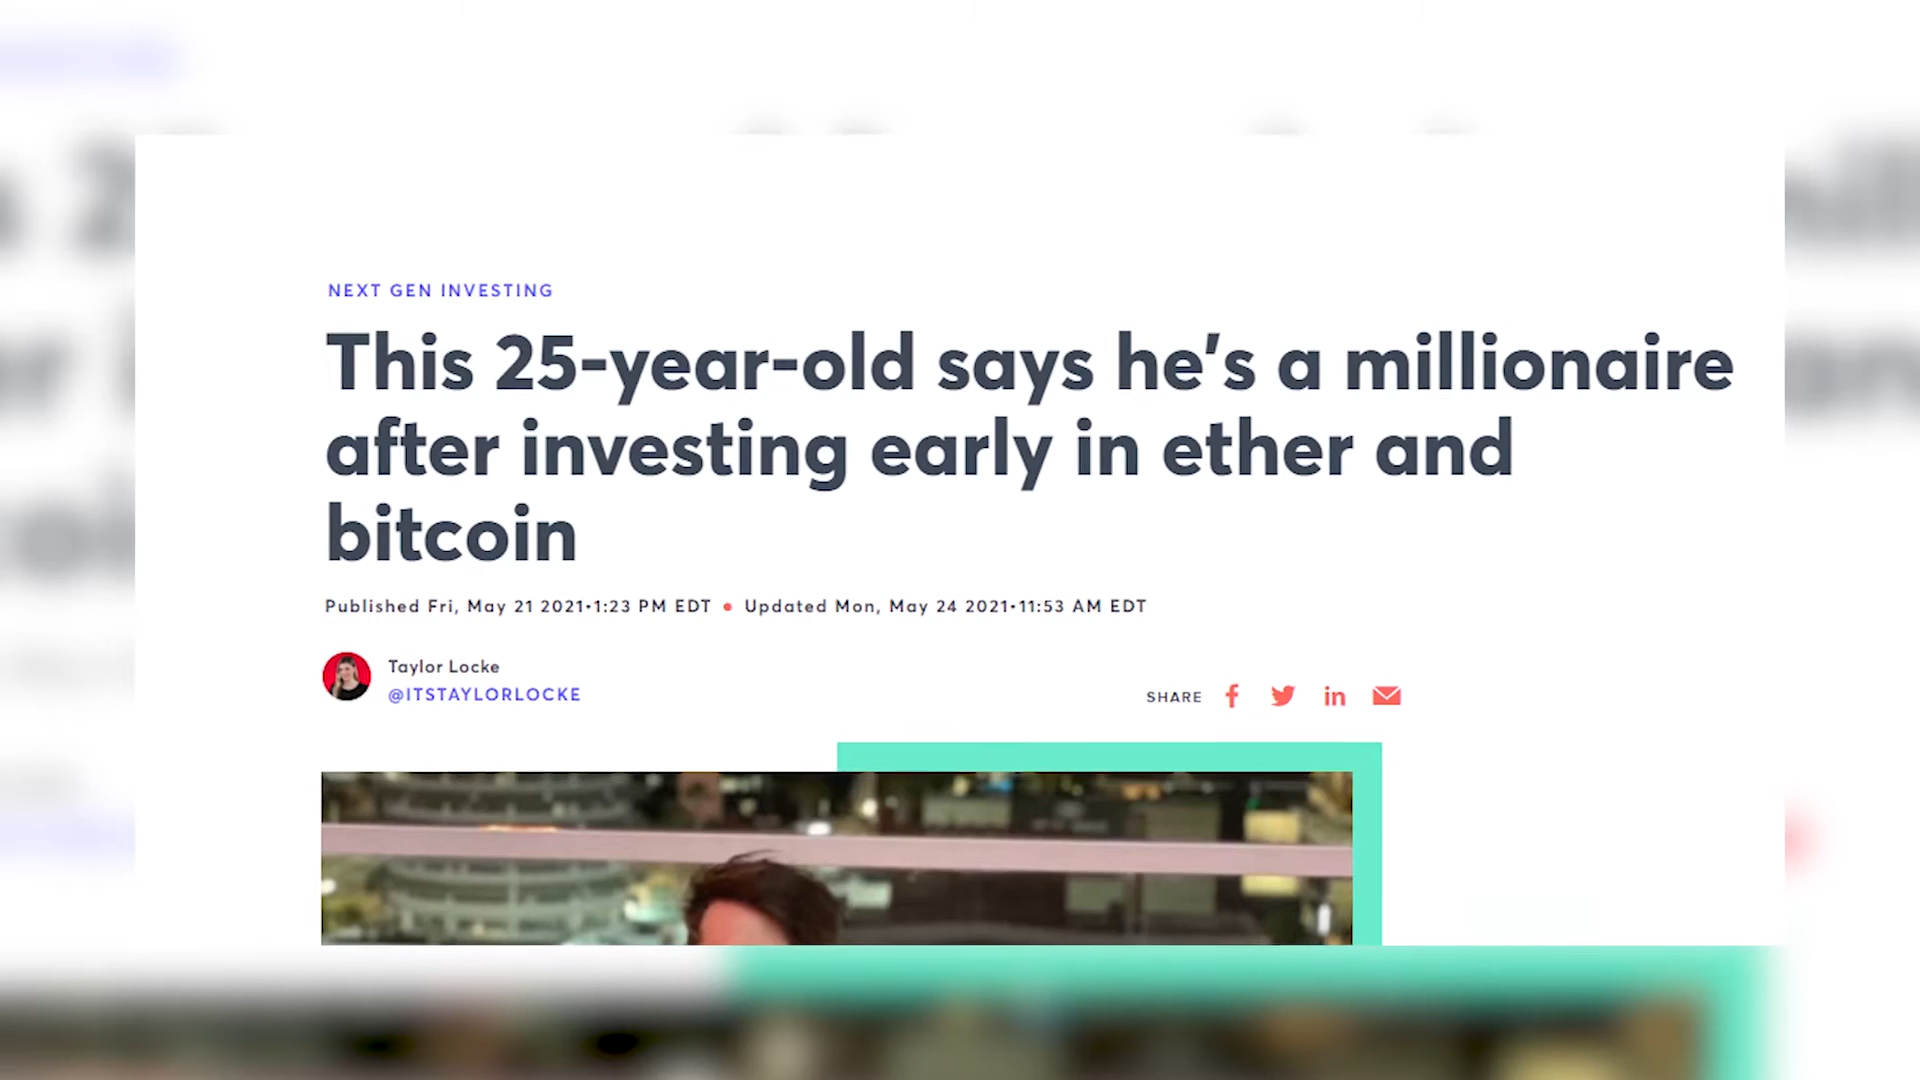 NEXT GEN INVESTING
This 25-year-old says he's a millionaire
after investing early in ether and
bitcoin
Published Fri, May 21 2021•1:23 PM EDT • Updated Mon, May 24 2021•11:53 AM EDT
Taylor Locke
@ITSTAYLORLOCKE
SHARE